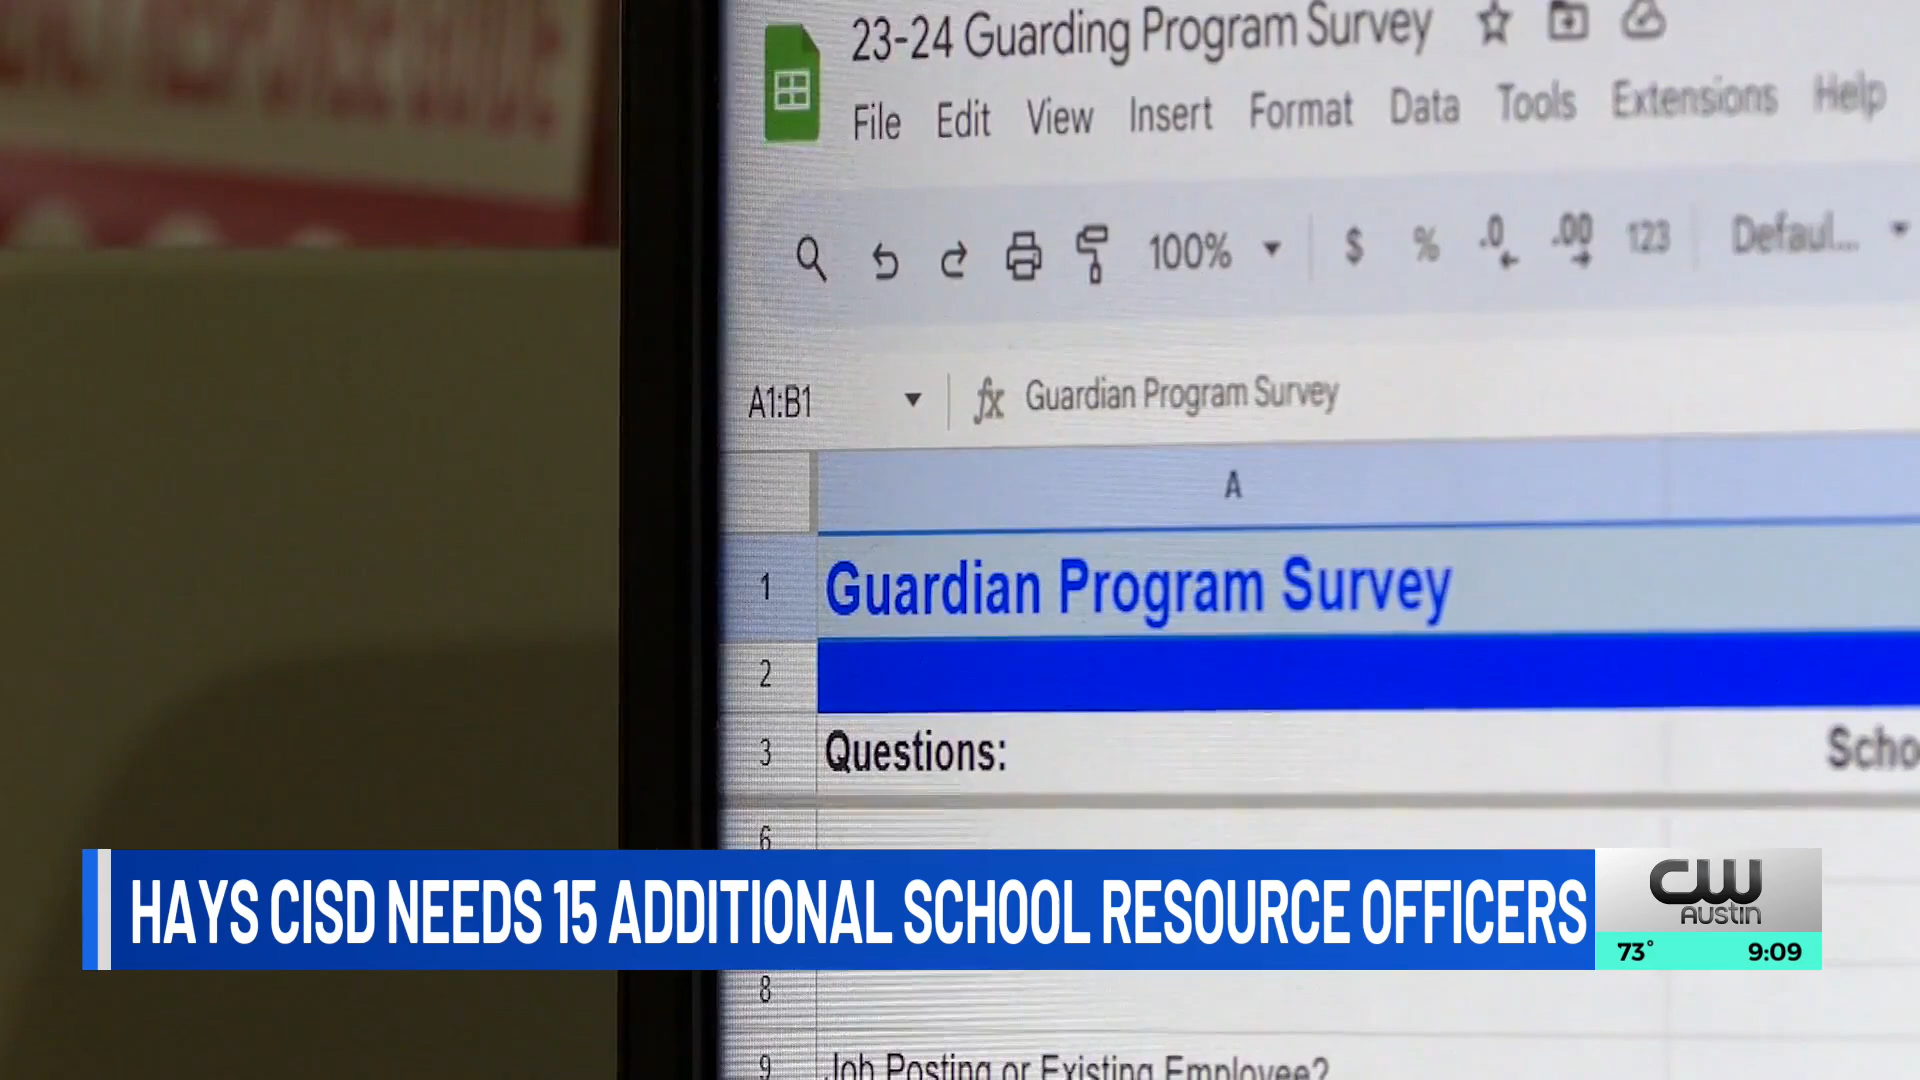 23-24 Guarding Program Survey
File Edit View Insert Format Data Tools Extensions Help
100% $ % .0 .00 123 Defaul...
A1:B1 fx Guardian Program Survey
A
1 Guardian Program Survey
2
3 Questions: Scho
6
HAYS CISD NEEDS 15 ADDITIONAL SCHOOL RESOURCE OFFICERS
CW
AUSTIN
73° 9:09
8
9 Job Posting or Existing Employee?